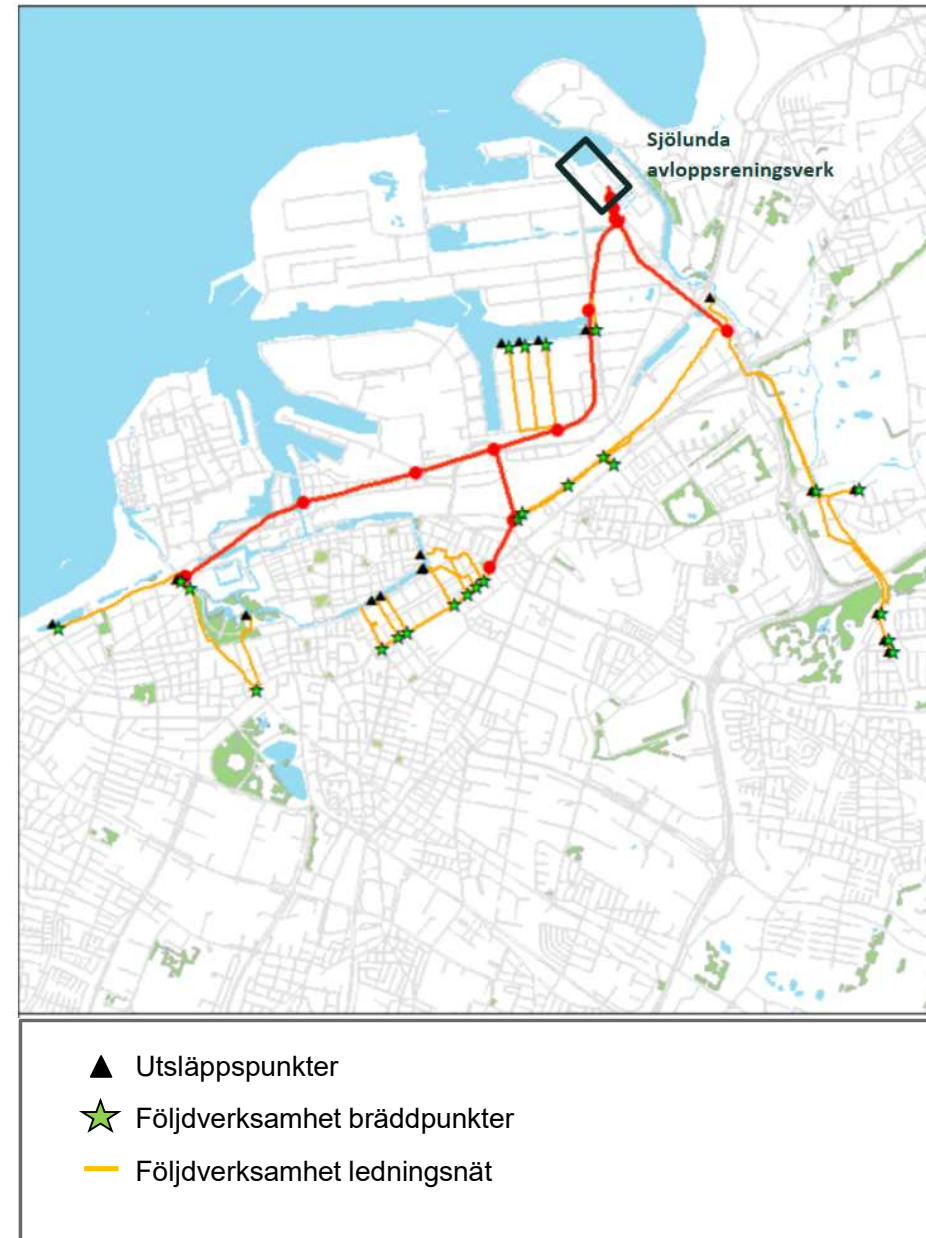 Sjölunda
avloppsreningsverk
Utsläppspunkter
Följdverksamhet bräddpunkter
Följdverksamhet ledningsnät